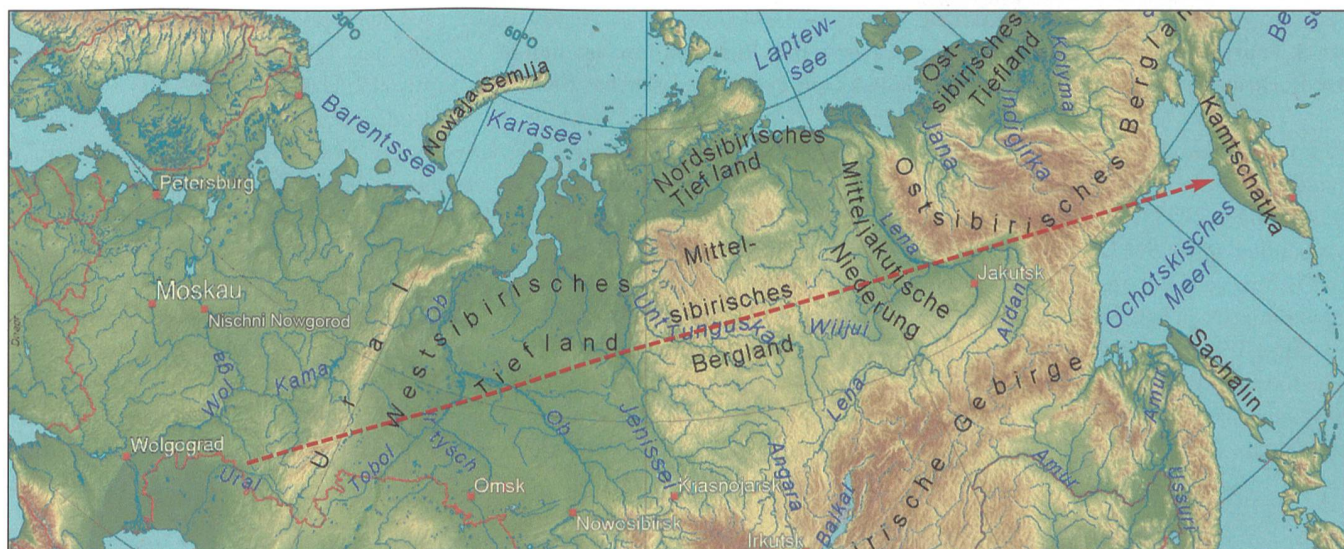 30°O
60°O
Laptew-
see
Ost-
sibirisches
Tiefland
Kolyma
Indigirka
Jana
Nowaja Semlja
Karasee
Barentssee
Nordsibirisches
Tiefland
Ostsibirisches Bergland
Kamtschatka
Petersburg
Mitteljakutische
Niederung
Lena
Mittel-
sibirisches
Bergland
Unt
Tunguska
Wiljui
Jakutsk
Aldan
Ochotskisches
Meer
Moskau
Nischni Nowgorod
Ural
Ob
Westsibirisches
Tiefland
Wolga
Kama
Sachalin
Lena
Gebirge
Amur
Wolgograd
Ural
Tobol
Irtysch
Ob
Jenissei
Angara
Amur
Ussuri
Omsk
Krasnojarsk
Nowosibirsk
Irkutsk
Baikal